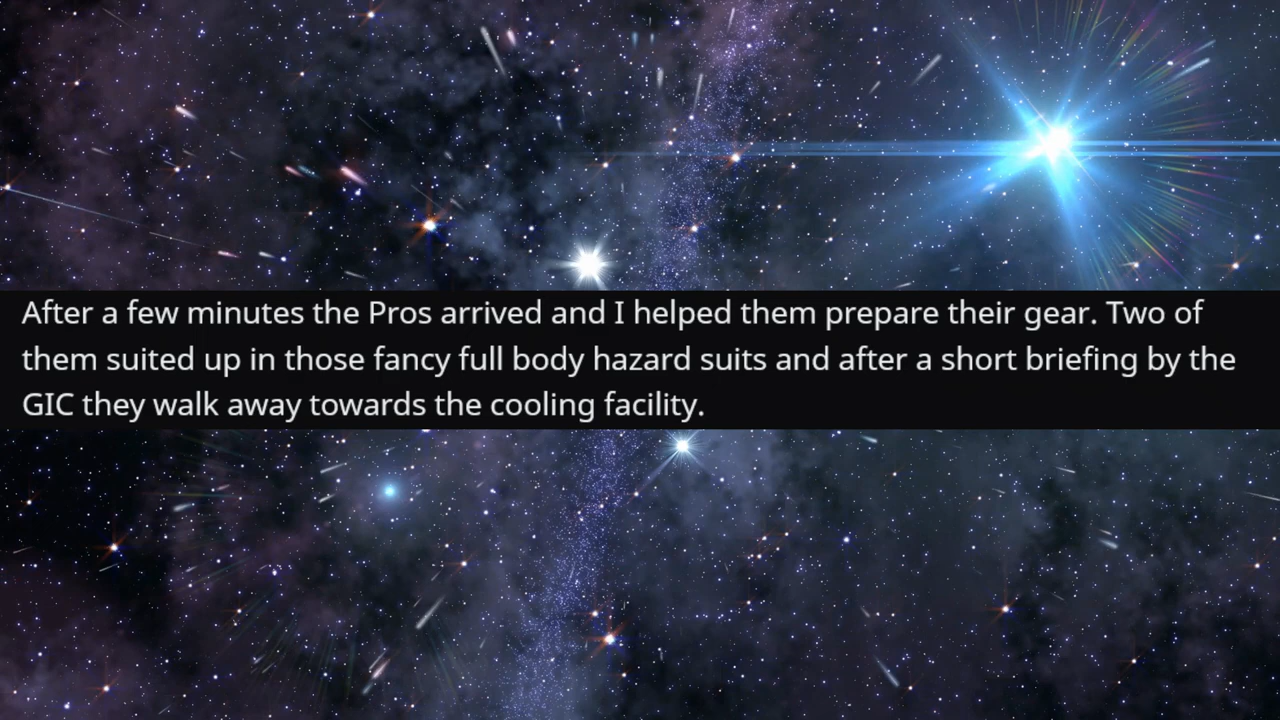 After a few minutes the Pros arrived and I helped them prepare their gear. Two of
them suited up in those fancy full body hazard suits and after a short briefing by the
GIC they walk away towards the cooling facility.